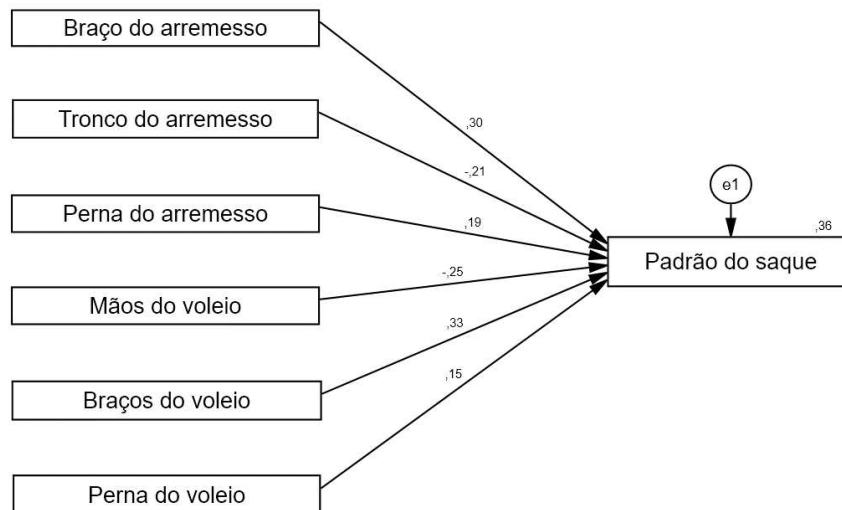 Braço do arremesso
,30
Tronco do arremesso
-,21
Perna do arremesso
,19
Mãos do voleio
-,25
Braços do voleio
,33
Perna do voleio
,15
e1
,36
Padrão do saque